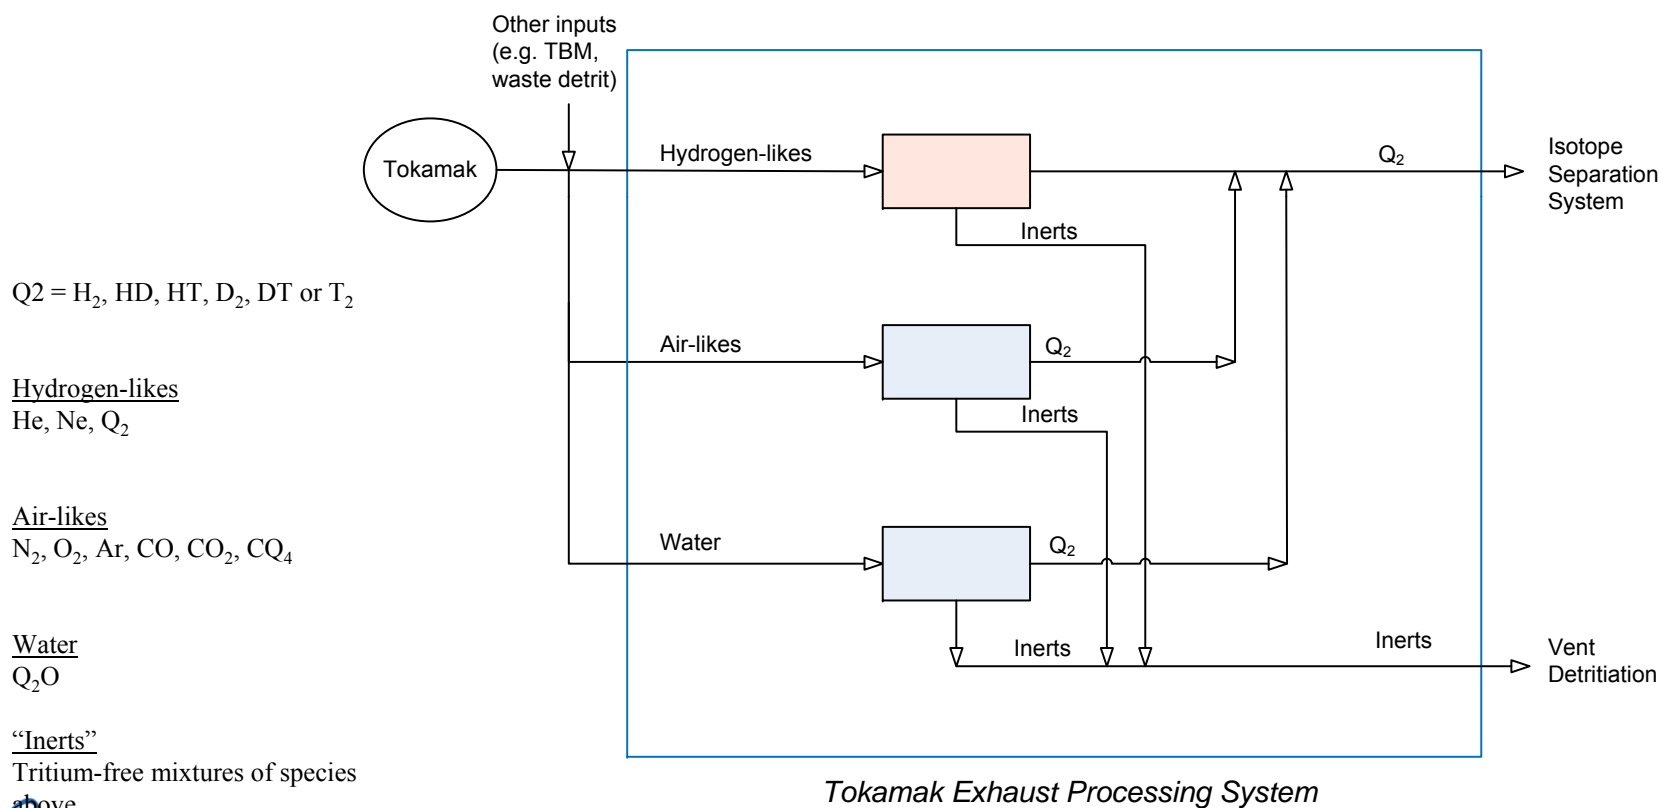 Other inputs
(e.g. TBM,
waste detrit)
Tokamak
Hydrogen-likes
Q₂
Isotope
Separation
System
Inerts
Q2 = H₂, HD, HT, D₂, DT or T₂
Air-likes
Q₂
Hydrogen-likes
He, Ne, Q₂
Inerts
Air-likes
N₂, O₂, Ar, CO, CO₂, CQ₄
Water
Q₂
Water
Q₂O
Inerts
Inerts
Vent
Detritiation
“Inerts”
Tritium-free mixtures of species
above
Tokamak Exhaust Processing System